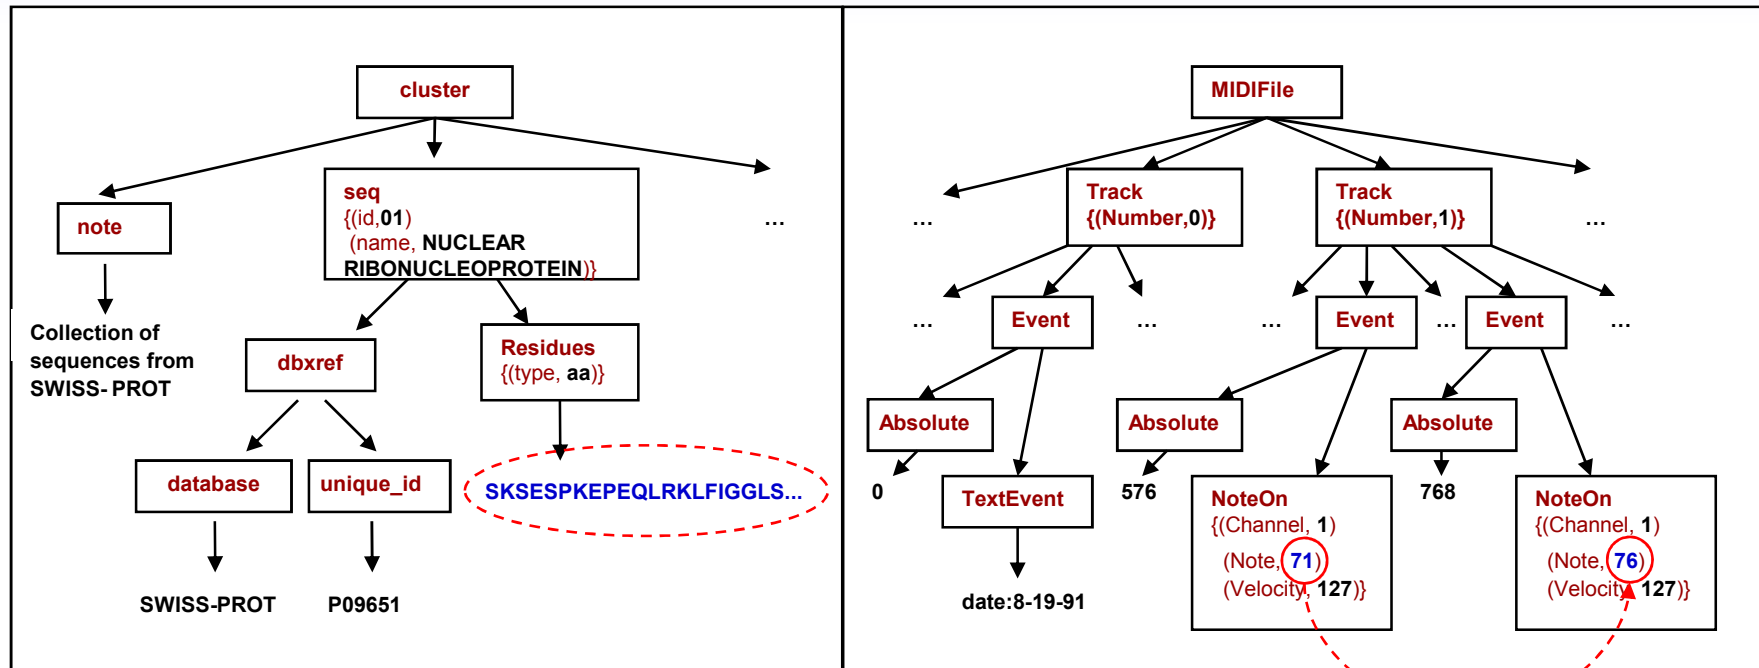 cluster
note
seq
{(id,01)
(name, NUCLEAR
RIBONUCLEOPROTEIN)}
...
Collection of
sequences from
SWISS- PROT
dbxref
Residues
{(type, aa)}
database
unique_id
SKSESPKEPEQLRKLFIGGLS...
SWISS-PROT
P09651
MIDIFile
...
Track
{(Number,0)}
Track
{(Number,1)}
...
...
Event
...
...
Event
...
Event
...
Absolute
Absolute
Absolute
0
TextEvent
576
768
date:8-19-91
NoteOn
{(Channel, 1)
(Note, 71)
(Velocity, 127)}
NoteOn
{(Channel, 1)
(Note, 76)
(Velocity, 127)}